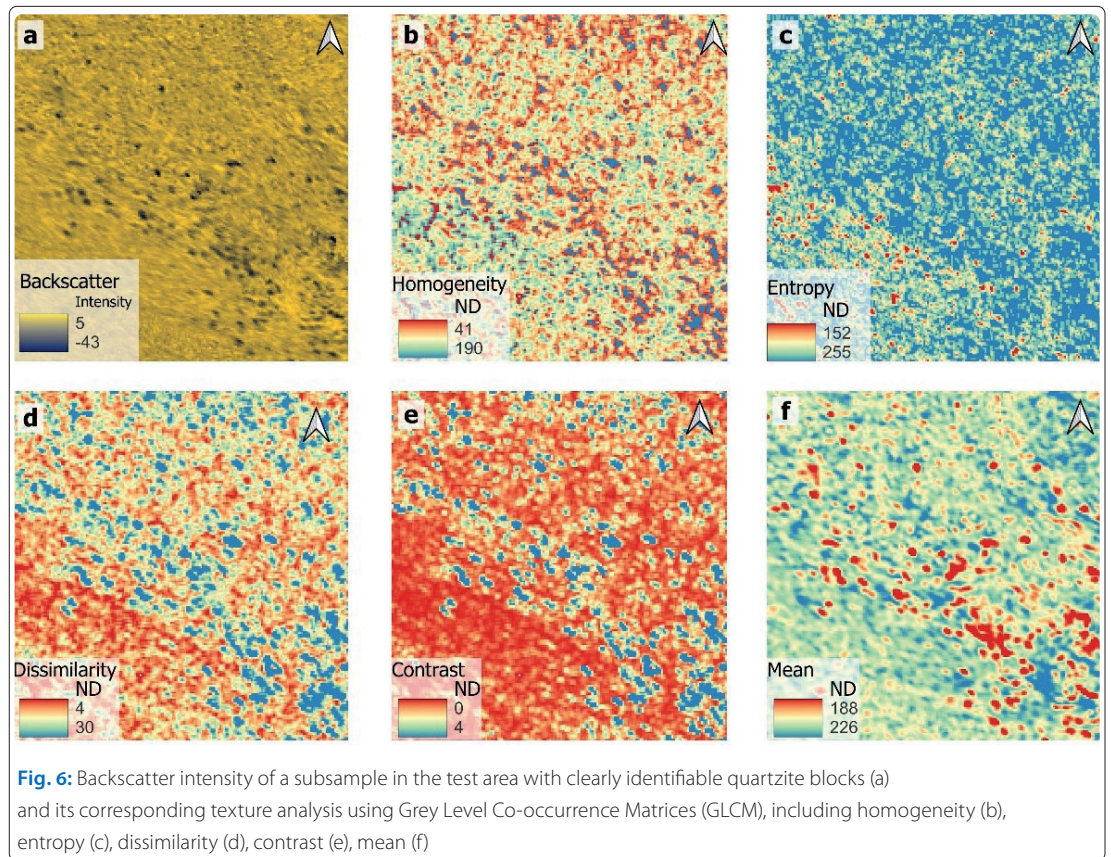 a
Backscatter
Intensity
5
-43
b
Homogeneity
ND
41
190
c
Entropy
ND
152
255
d
Dissimilarity
ND
4
30
e
Contrast
ND
0
4
f
Mean
ND
188
226
Fig. 6: Backscatter intensity of a subsample in the test area with clearly identifiable quartzite blocks (a)
and its corresponding texture analysis using Grey Level Co-occurrence Matrices (GLCM), including homogeneity (b),
entropy (c), dissimilarity (d), contrast (e), mean (f)